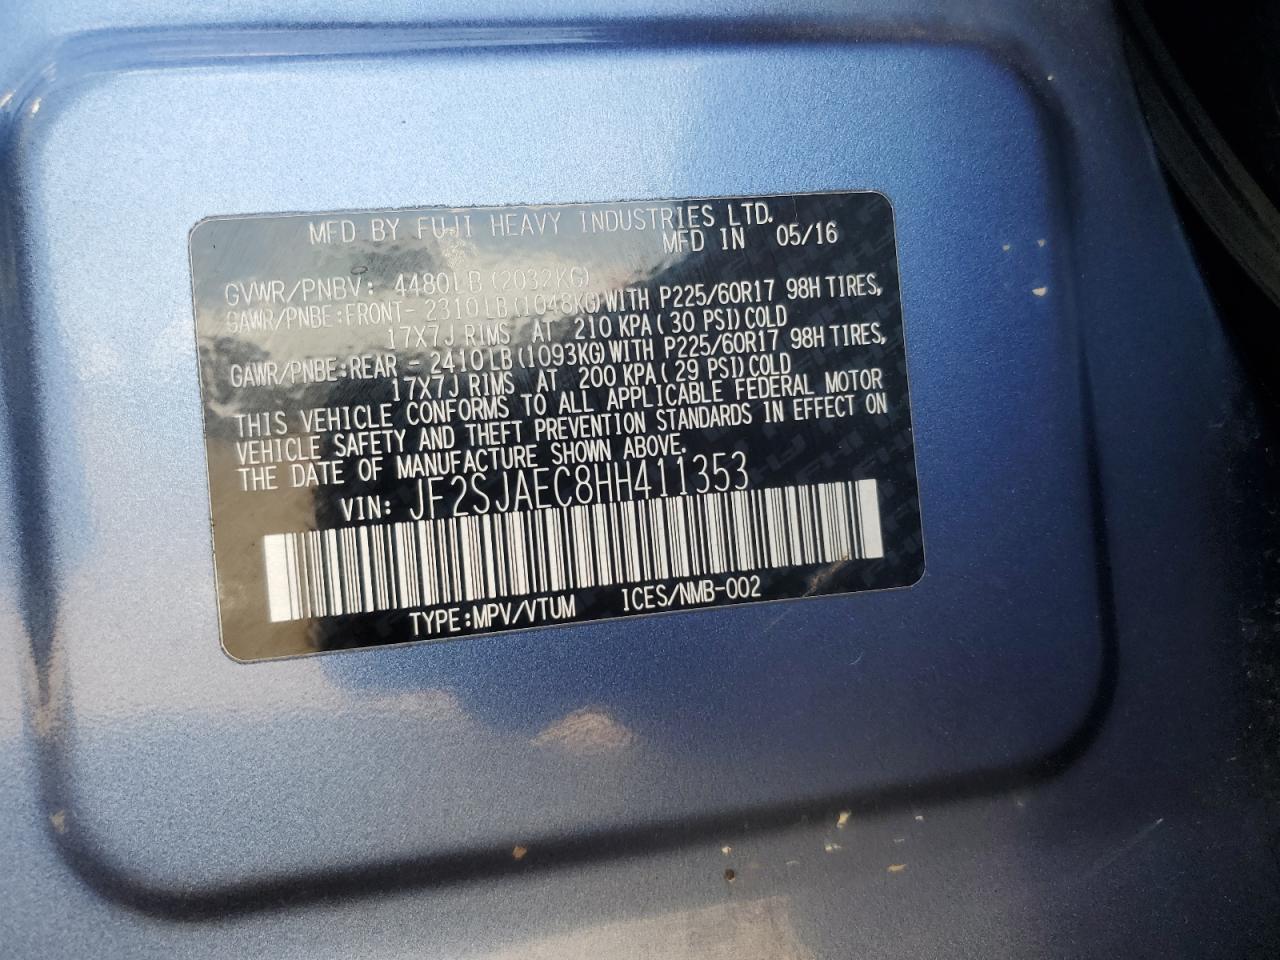 MFD BY FUJI HEAVY INDUSTRIES LTD.
MFD IN 05/16
GVWR/PNBV: 4480LB(2032KG)
GAWR/PNBE:FRONT- 2310LB(1048KG)WITH P225/60R17 98H TIRES,
17X7J RIMS AT 210 KPA(30 PSI)COLD
GAWR/PNBE:REAR - 2410LB(1093KG)WITH P225/60R17 98H TIRES,
17X7J RIMS AT 200 KPA(29 PSI)COLD
THIS VEHICLE CONFORMS TO ALL APPLICABLE FEDERAL MOTOR
VEHICLE SAFETY AND THEFT PREVENTION STANDARDS IN EFFECT ON
THE DATE OF MANUFACTURE SHOWN ABOVE.
VIN: JF2SJAEC8HH411353
TYPE:MPV/VTUM ICES/NMB-002